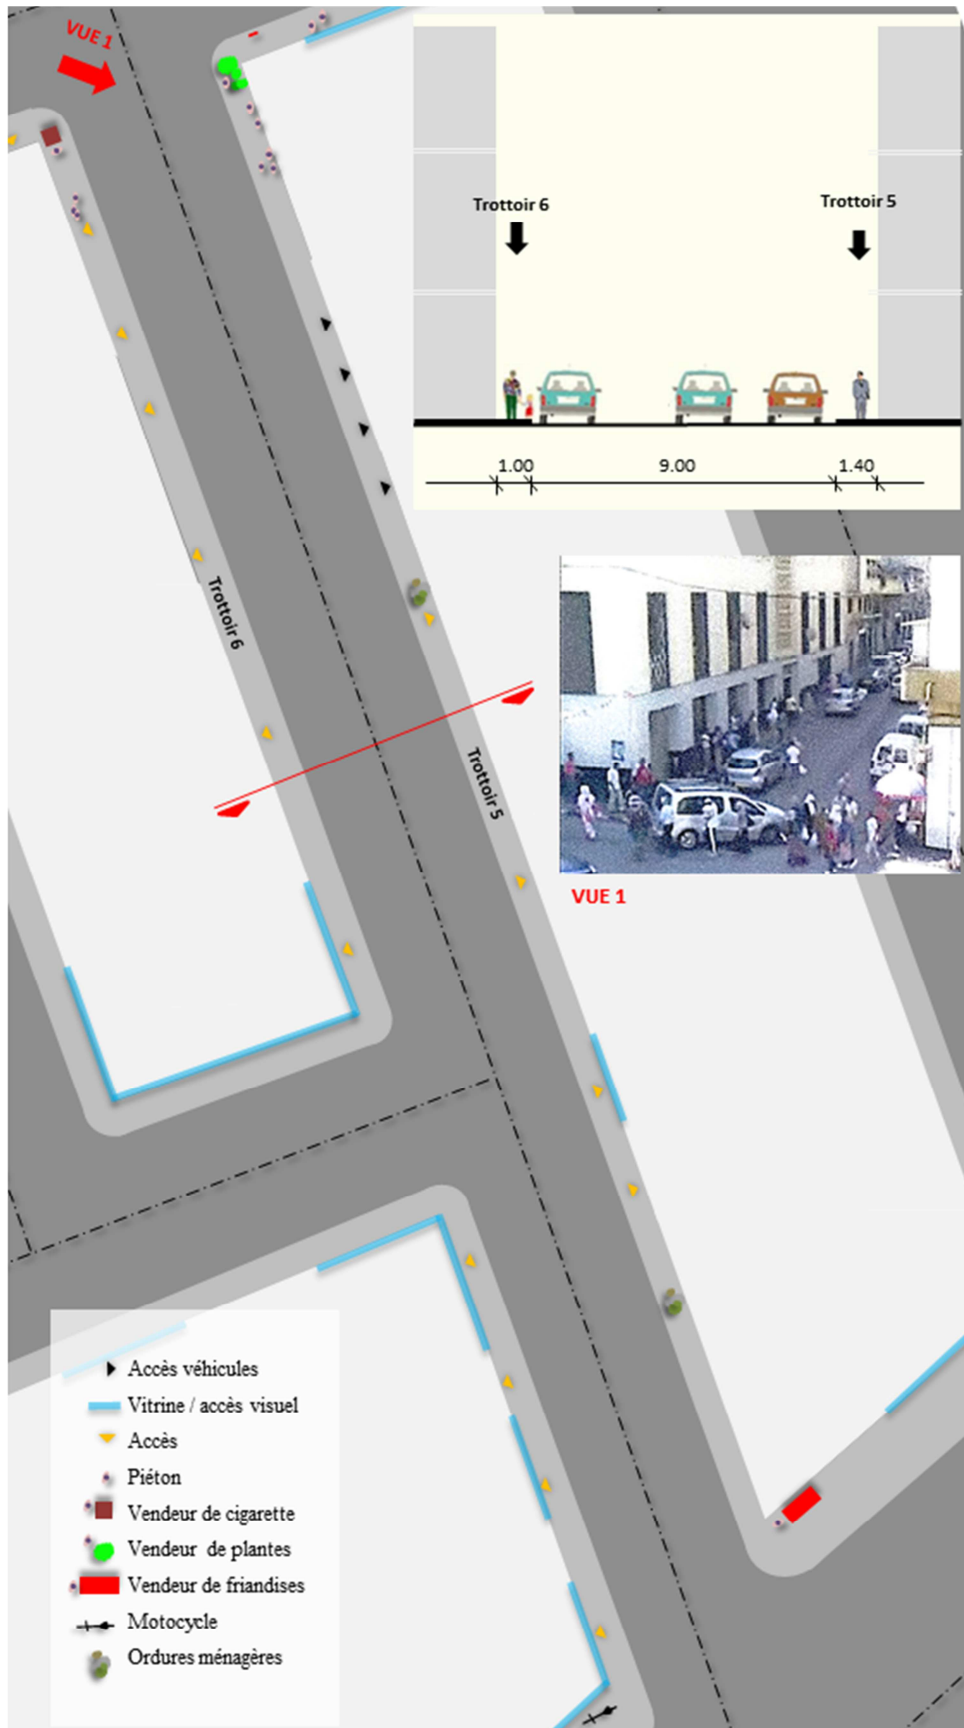 VUE 1
Trottoir 6
Trottoir 5
1.00
9.00
1.40
Trottoir 6
Trottoir 5
VUE 1
Accès véhicules
Vitrine / accès visuel
Accès
Piéton
Vendeur de cigarette
Vendeur de plantes
Vendeur de friandises
Motocycle
Ordures ménagères